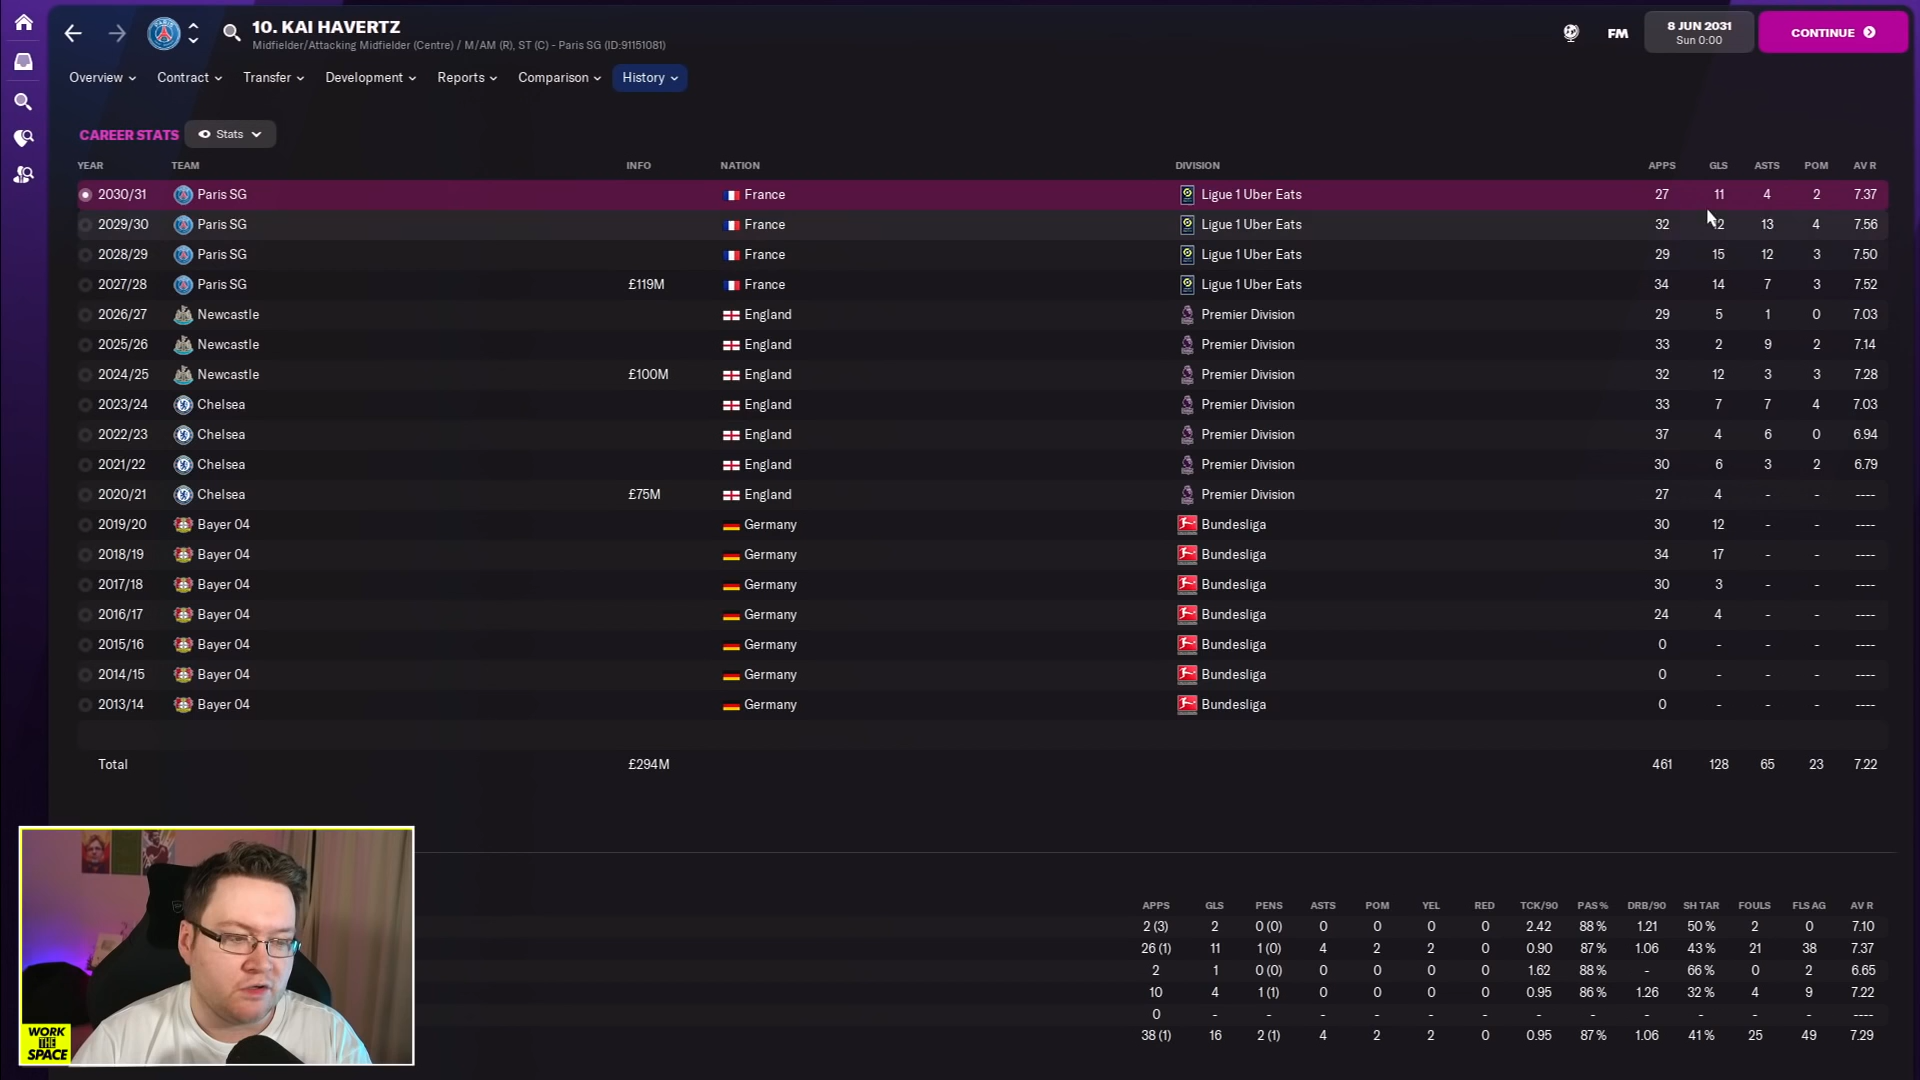 10. KAI HAVERTZ
Midfielder/Attacking Midfielder (Centre) / M/AM (R), ST (C) - Paris SG (ID:91151081)
FM
8 JUN 2031
Sun 0:00
CONTINUE
Overview Contract Transfer Development Reports Comparison History
CAREER STATS Stats
YEAR TEAM INFO NATION DIVISION APPS GLS ASTS POM AV R
2030/31 Paris SG France Ligue 1 Uber Eats 27 11 4 2 7.37
2029/30 Paris SG France Ligue 1 Uber Eats 32 13 4 7.56
2028/29 Paris SG France Ligue 1 Uber Eats 29 15 12 3 7.50
2027/28 Paris SG £119M France Ligue 1 Uber Eats 34 14 7 3 7.52
2026/27 Newcastle England Premier Division 29 5 1 0 7.03
2025/26 Newcastle England Premier Division 33 2 9 2 7.14
2024/25 Newcastle £100M England Premier Division 32 12 3 3 7.28
2023/24 Chelsea England Premier Division 33 7 7 4 7.03
2022/23 Chelsea England Premier Division 37 4 6 0 6.94
2021/22 Chelsea England Premier Division 30 6 3 2 6.79
2020/21 Chelsea £75M England Premier Division 27 4 - - ----
2019/20 Bayer 04 Germany Bundesliga 30 12 - - ----
2018/19 Bayer 04 Germany Bundesliga 34 17 - - ----
2017/18 Bayer 04 Germany Bundesliga 30 3 - - ----
2016/17 Bayer 04 Germany Bundesliga 24 4 - - ----
2015/16 Bayer 04 Germany Bundesliga 0 - - - ----
2014/15 Bayer 04 Germany Bundesliga 0 - - - ----
2013/14 Bayer 04 Germany Bundesliga 0 - - - ----
Total £294M 461 128 65 23 7.22
APPS GLS PENS ASTS POM YEL RED TCK/90 PAS % DRB/90 SH TAR FOULS FLS AG AV R
2 (3) 2 0 (0) 0 0 0 0 2.42 88 % 1.21 50 % 2 0 7.10
26 (1) 11 1 (0) 4 2 2 0 0.90 87 % 1.06 43 % 21 38 7.37
2 1 0 (0) 0 0 0 0 1.62 88 % - 66 % 0 2 6.65
10 4 1 (1) 0 0 0 0 0.95 86 % 1.26 32 % 4 9 7.22
0 - - - - - - - - - - - - ----
38 (1) 16 2 (1) 4 2 2 0 0.95 87 % 1.06 41 % 25 49 7.29
WORK
THE
SPACE